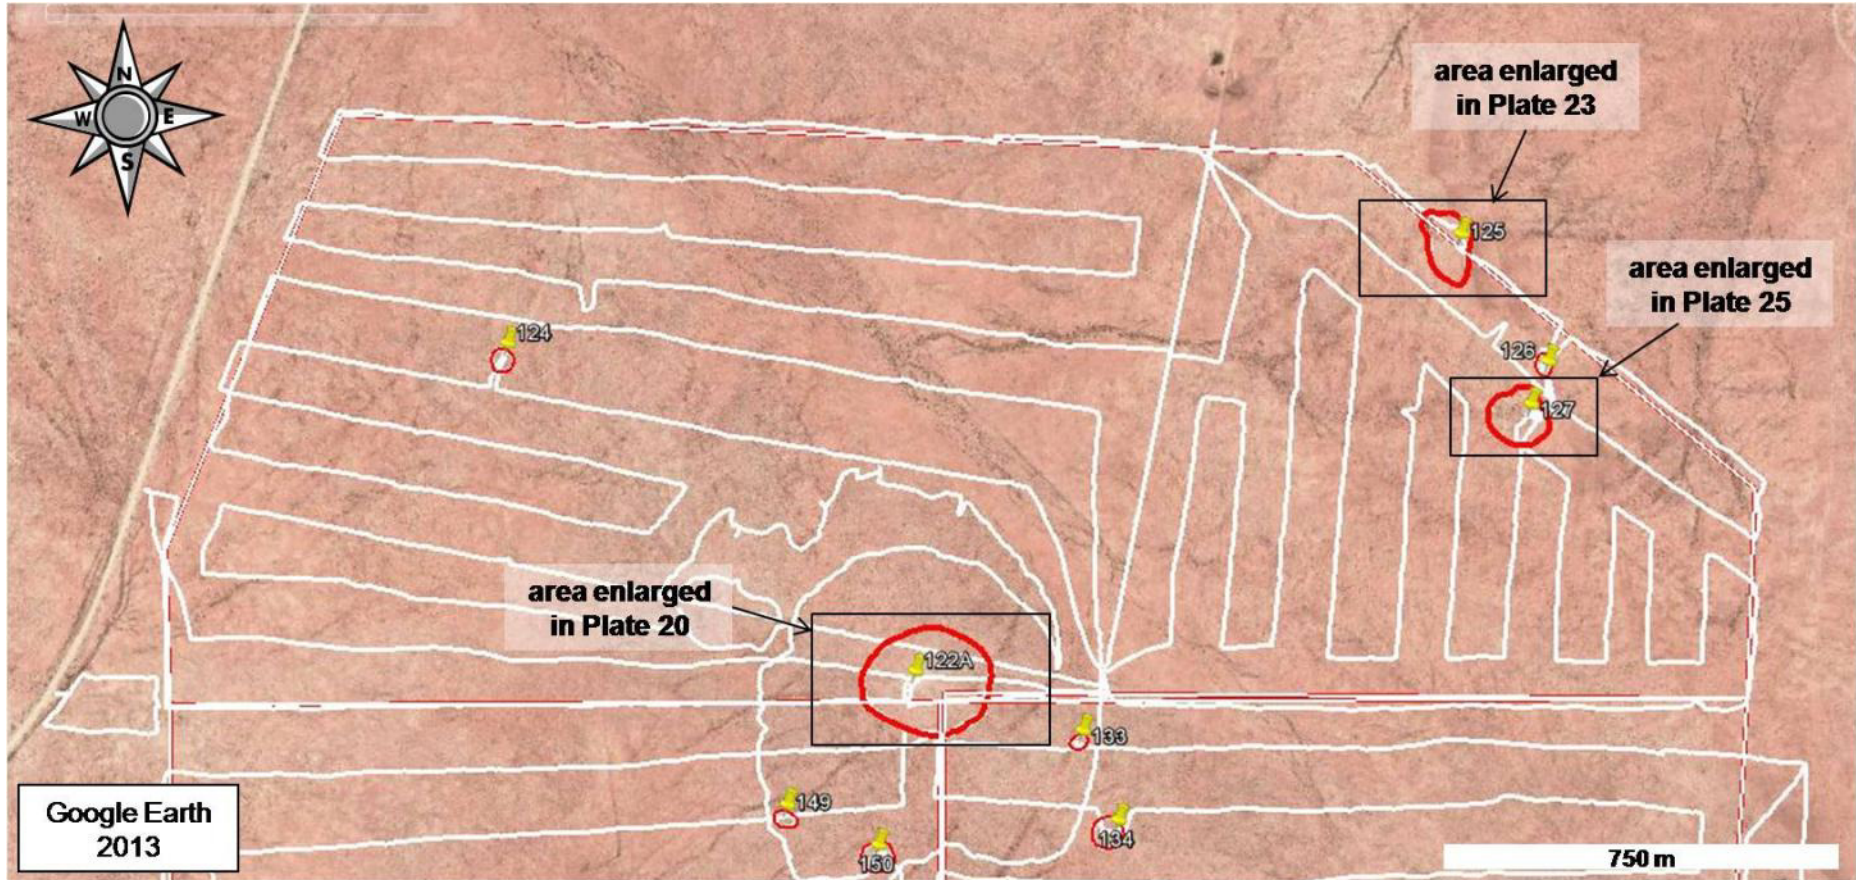 N
W E
S
area enlarged
in Plate 23
125
area enlarged
in Plate 25
124
126
127
area enlarged
in Plate 20
122A
133
149
134
150
Google Earth
2013
750 m